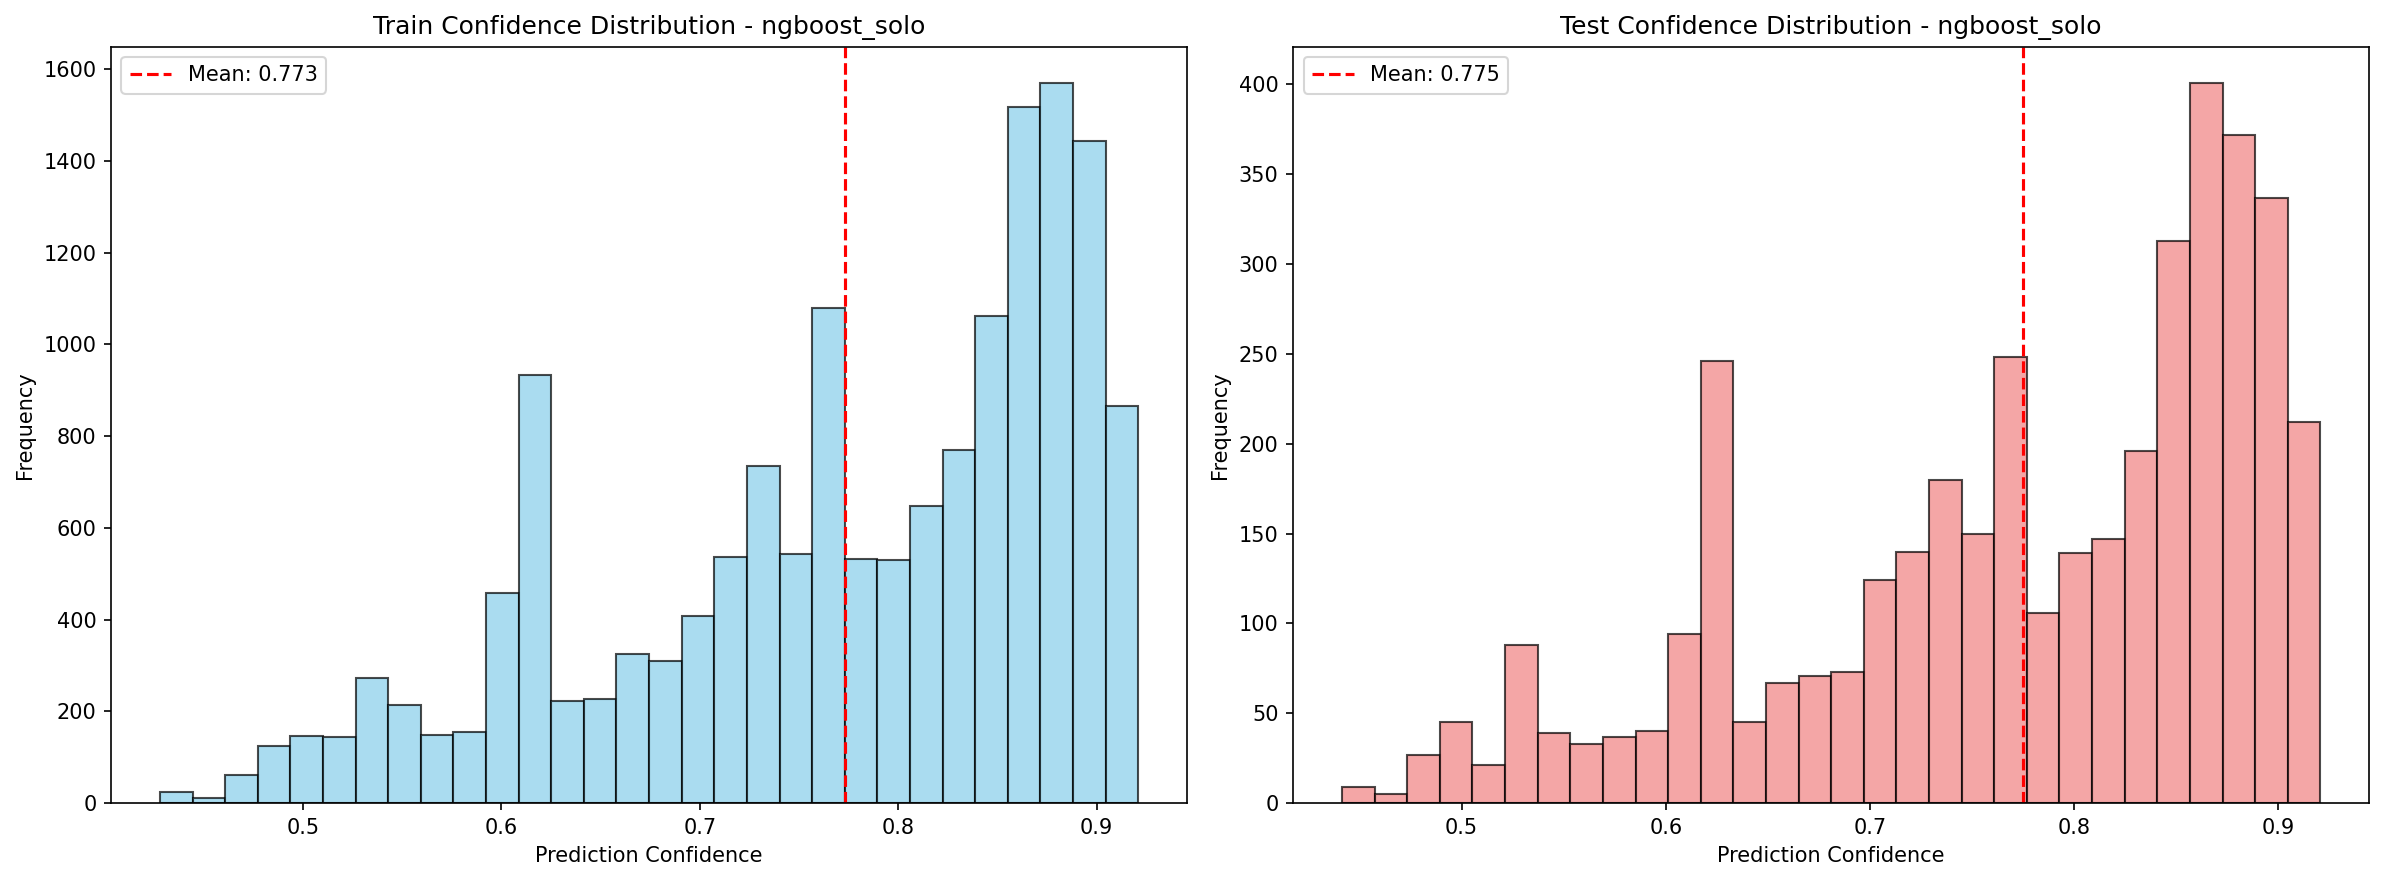 Train Confidence Distribution - ngboost_solo
Mean: 0.773
Frequency
1600
1400
1200
1000
800
600
400
200
0
0.5 0.6 0.7 0.8 0.9
Prediction Confidence
Test Confidence Distribution - ngboost_solo
Mean: 0.775
Frequency
400
350
300
250
200
150
100
50
0
0.5 0.6 0.7 0.8 0.9
Prediction Confidence